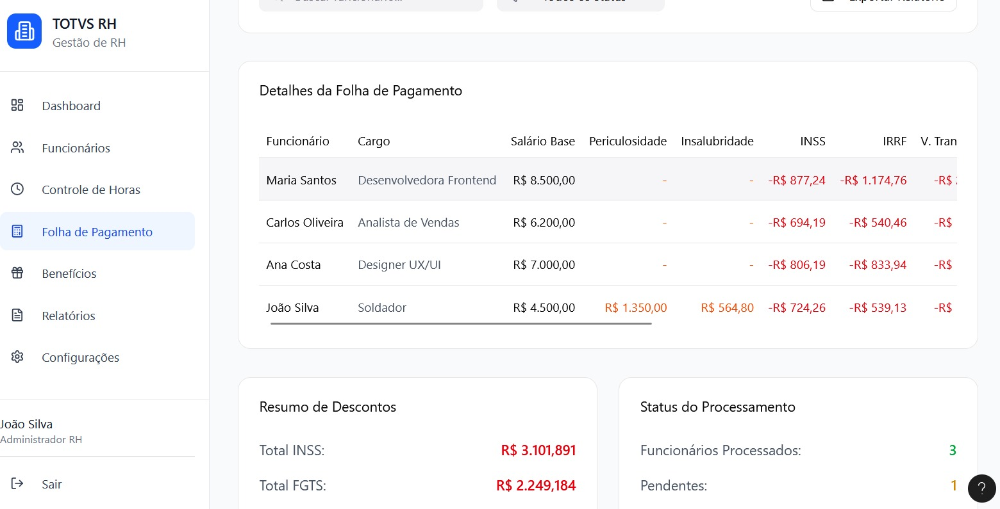 TOTVS RH
Gestão de RH
Dashboard
Funcionários
Controle de Horas
Folha de Pagamento
Benefícios
Relatórios
Configurações
João Silva
Administrador RH
Sair
Detalhes da Folha de Pagamento
Funcionário Cargo Salário Base Periculosidade Insalubridade INSS IRRF V. Tran
Maria Santos Desenvolvedora Frontend R$ 8.500,00 - - -R$ 877,24 -R$ 1.174,76 -R$
Carlos Oliveira Analista de Vendas R$ 6.200,00 - - -R$ 694,19 -R$ 540,46 -R$
Ana Costa Designer UX/UI R$ 7.000,00 - - -R$ 806,19 -R$ 833,94 -R$
João Silva Soldador R$ 4.500,00 R$ 1.350,00 R$ 564,80 -R$ 724,26 -R$ 539,13 -R$
Resumo de Descontos
Total INSS: R$ 3.101,891
Total FGTS: R$ 2.249,184
Status do Processamento
Funcionários Processados: 3
Pendentes: 1
?